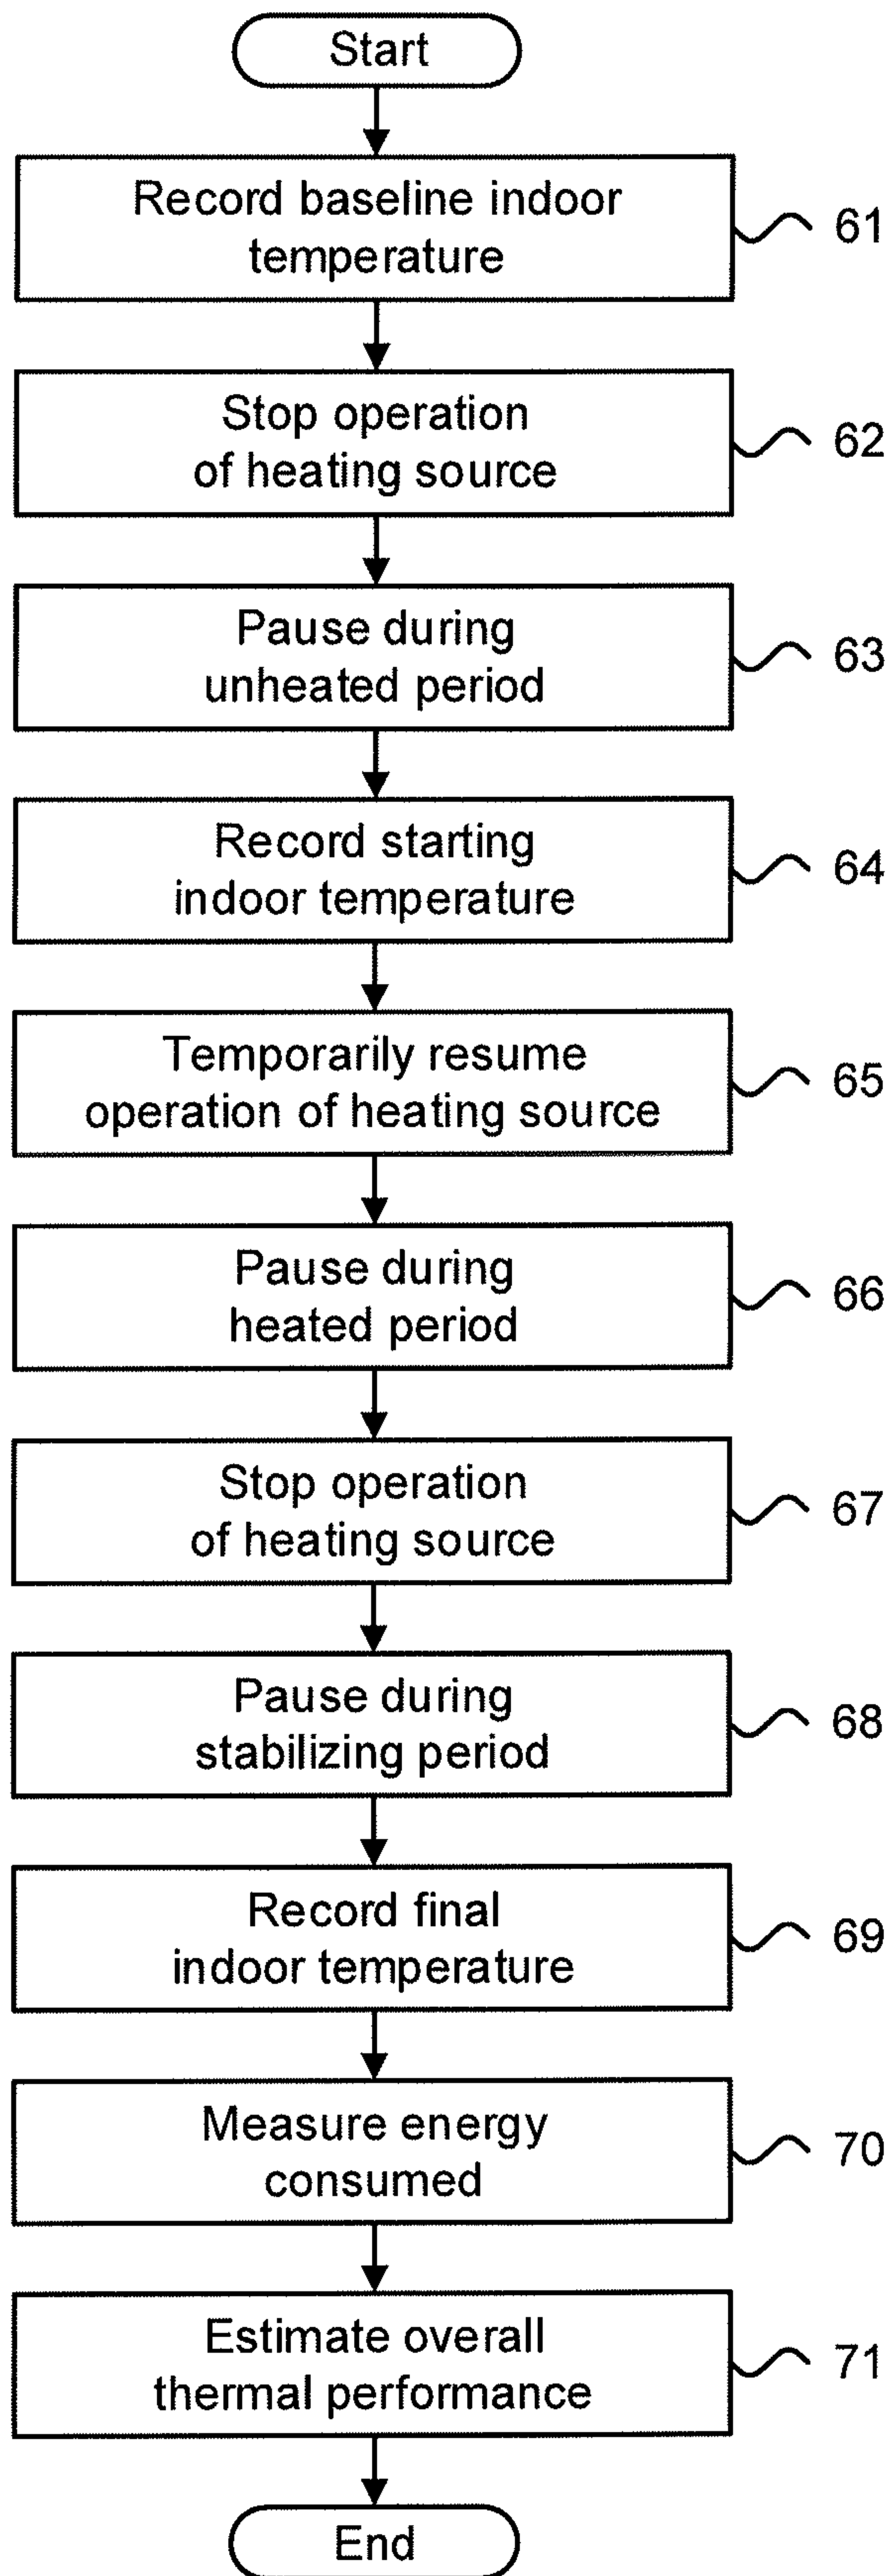 Start
Record baseline indoor
temperature
61
Stop operation
of heating source
62
Pause during
unheated period
63
Record starting
indoor temperature
64
Temporarily resume
operation of heating source
65
Pause during
heated period
66
Stop operation
of heating source
67
Pause during
stabilizing period
68
Record final
indoor temperature
69
Measure energy
consumed
70
Estimate overall
thermal performance
71
End